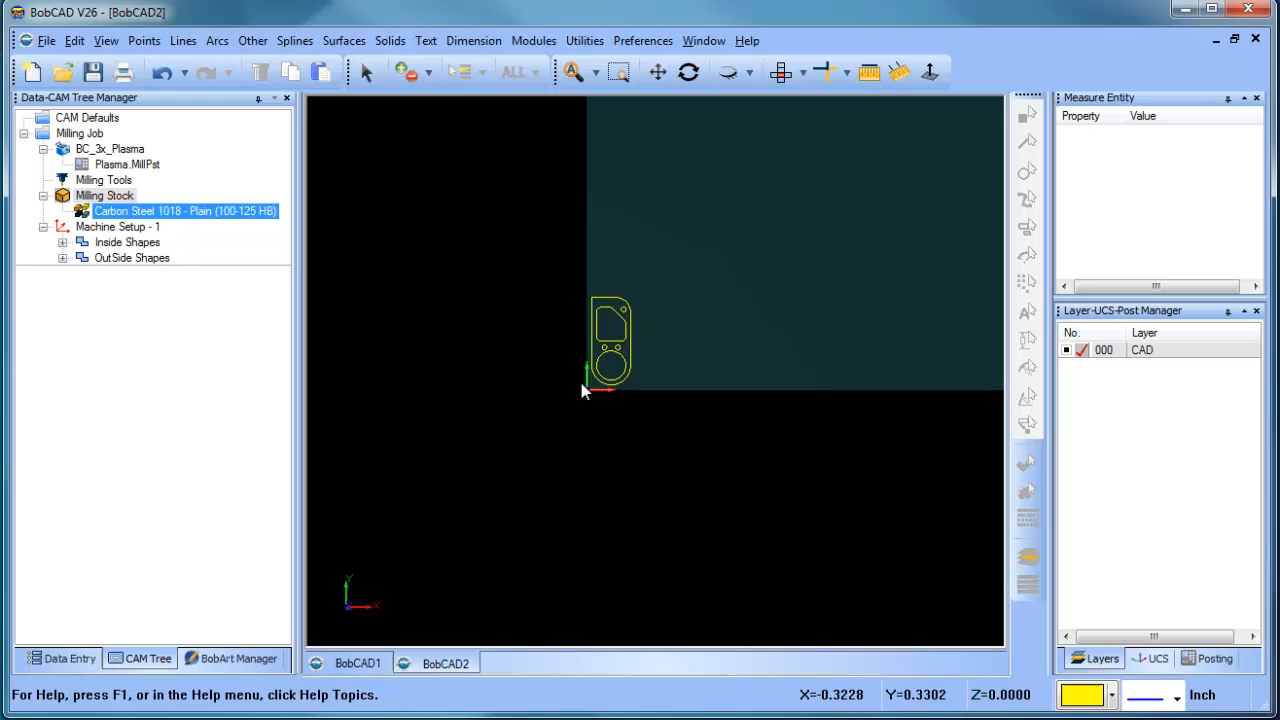 BobCAD V26 - [BobCAD2]
File Edit View Points Lines Arcs Other Splines Surfaces Solids Text Dimension Modules Utilities Preferences Window Help
ALL
Data-CAM Tree Manager
CAM Defaults
Milling Job
BC_3x_Plasma
Plasma.MillPst
Milling Tools
Milling Stock
Carbon Steel 1018 - Plain (100-125 HB)
Machine Setup - 1
Inside Shapes
OutSide Shapes
Y
X
Measure Entity
Property Value
Layer-UCS-Post Manager
No. Layer
000 CAD
Data Entry CAM Tree BobArt Manager
BobCAD1 BobCAD2
Layers UCS Posting
For Help, press F1, or in the Help menu, click Help Topics.
X=-0.3228 Y=0.3302 Z=0.0000 Inch